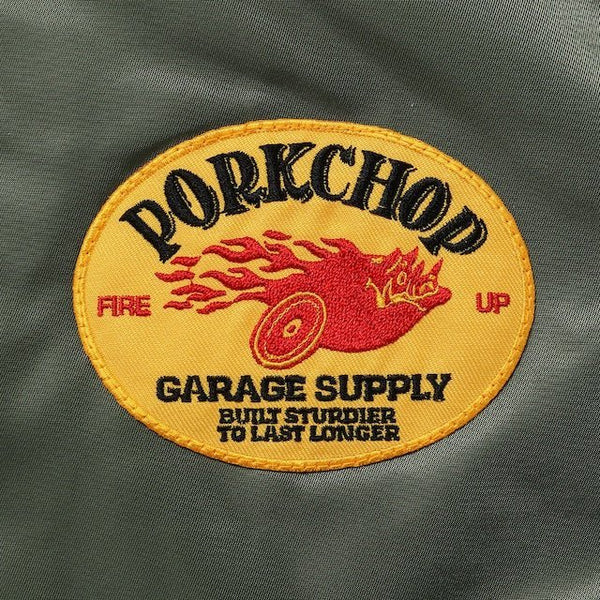 PORKCHOP
FIRE UP
GARAGE SUPPLY
BUILT STURDIER
TO LAST LONGER